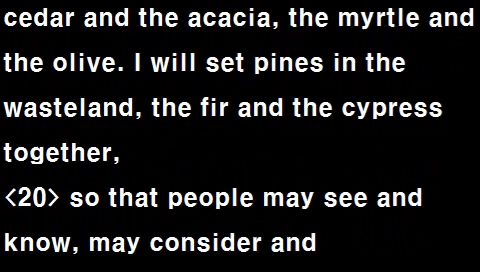 cedar and the acacia, the myrtle and
the olive. I will set pines in the
wasteland, the fir and the cypress
together,
<20> so that people may see and
know, may consider and